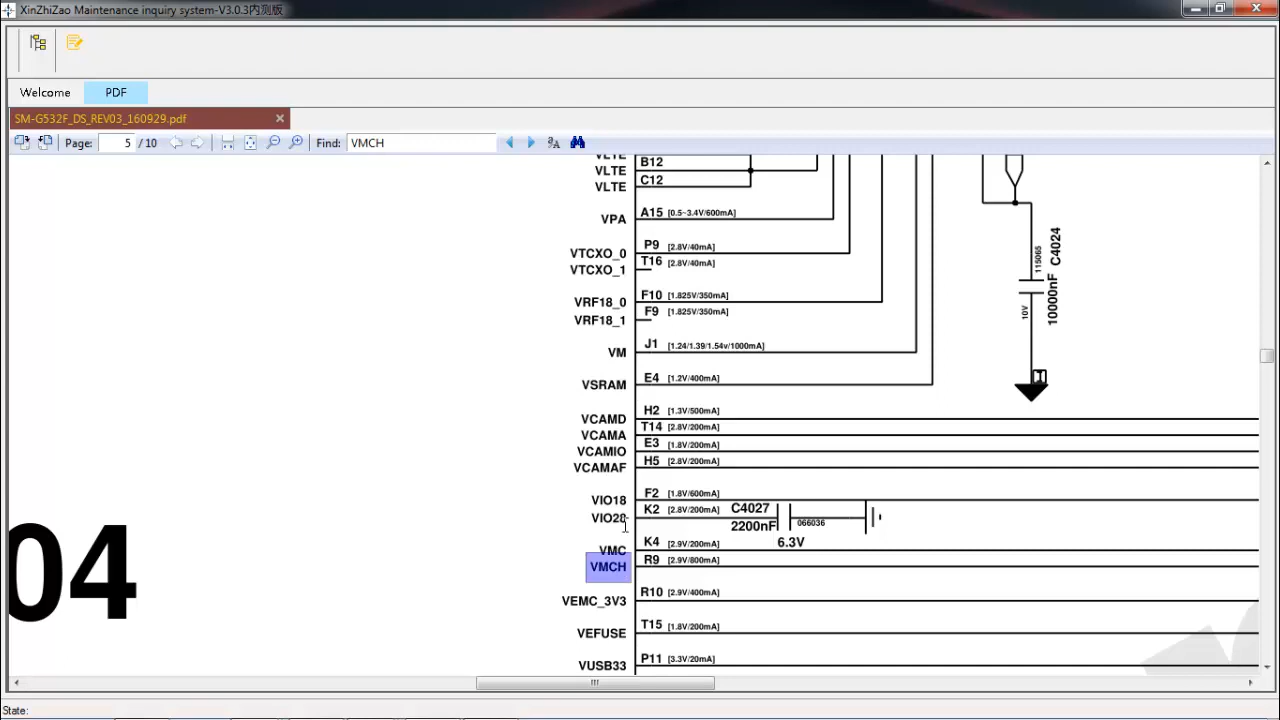 XinZhiZao Maintenance inquiry system-V3.0.3内测版
Welcome PDF
SM-G532F_DS_REV03_160929.pdf
Page: 5 / 10 Find: VMCH
VLTE B12
VLTE
VLTE C12
VPA A15 [0.5~3.4V/600mA]
VTCXO_0 P9 [2.8V/40mA]
VTCXO_1 T16 [2.8V/40mA]
VRF18_0 F10 [1.825V/350mA]
VRF18_1 F9 [1.825V/350mA]
VM J1 [1.24/1.39/1.54v/1000mA]
VSRAM E4 [1.2V/400mA]
VCAMD H2 [1.3V/500mA]
VCAMA T14 [2.8V/200mA]
VCAMIO E3 [1.8V/200mA]
VCAMAF H5 [2.8V/200mA]
VIO18 F2 [1.8V/600mA]
VIO28 K2 [2.8V/200mA]
C4027
2200nF
066036
6.3V
VMC K4 [2.9V/200mA]
VMCH R9 [2.9V/800mA]
VEMC_3V3 R10 [2.9V/400mA]
VEFUSE T15 [1.8V/200mA]
VUSB33 P11 [3.3V/20mA]
115065
C4024
10V
10000nF
04
State: